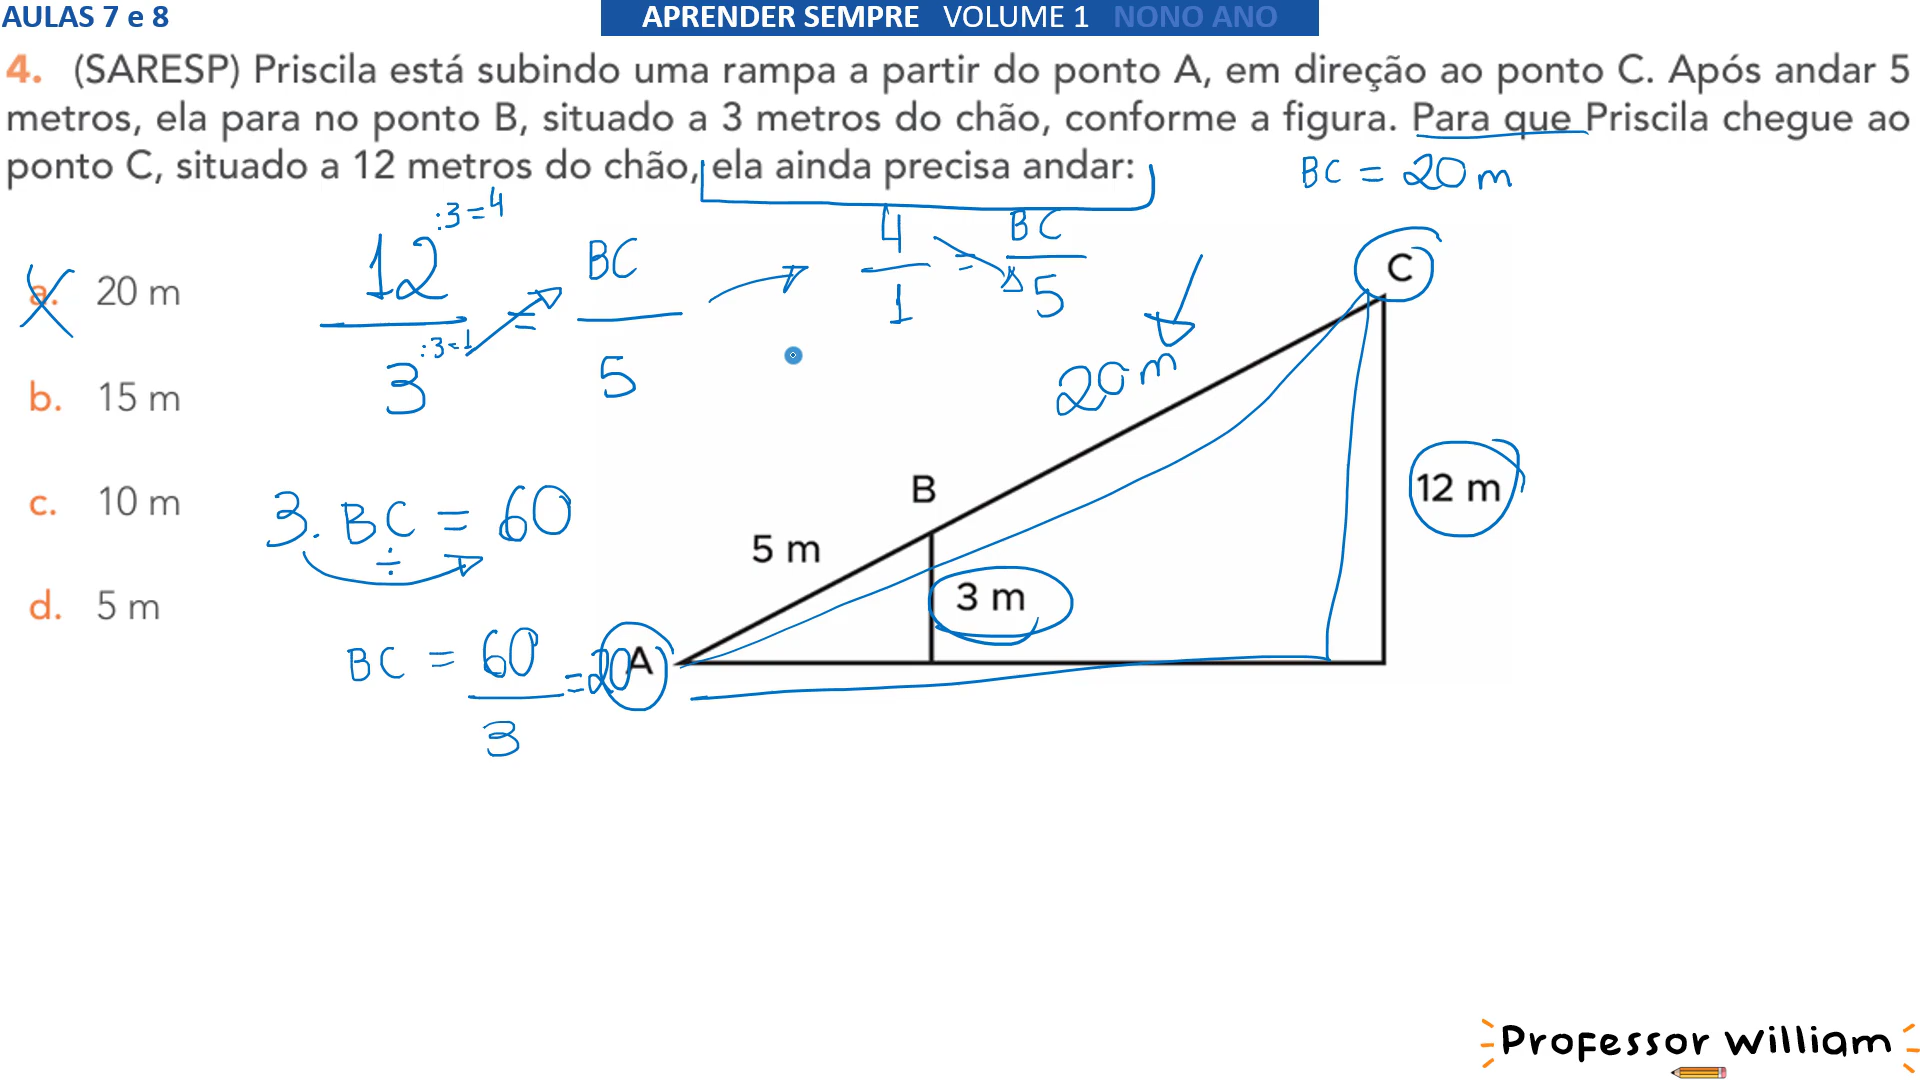 AULAS 7 e 8
APRENDER SEMPRE VOLUME 1 NONO ANO
4. (SARESP) Priscila está subindo uma rampa a partir do ponto A, em direção ao ponto C. Após andar 5
metros, ela para no ponto B, situado a 3 metros do chão, conforme a figura. Para que Priscila chegue ao
ponto C, situado a 12 metros do chão, ela ainda precisa andar:
BC = 20 m
a. 20 m
b. 15 m
c. 10 m
d. 5 m
12 :3=4
3 :3=1
=
BC
5
4
1
=
BC
5
3. BC = 60
÷
BC = 60
3
=20
20 m
C
B
5 m
3 m
12 m
A
Professor William